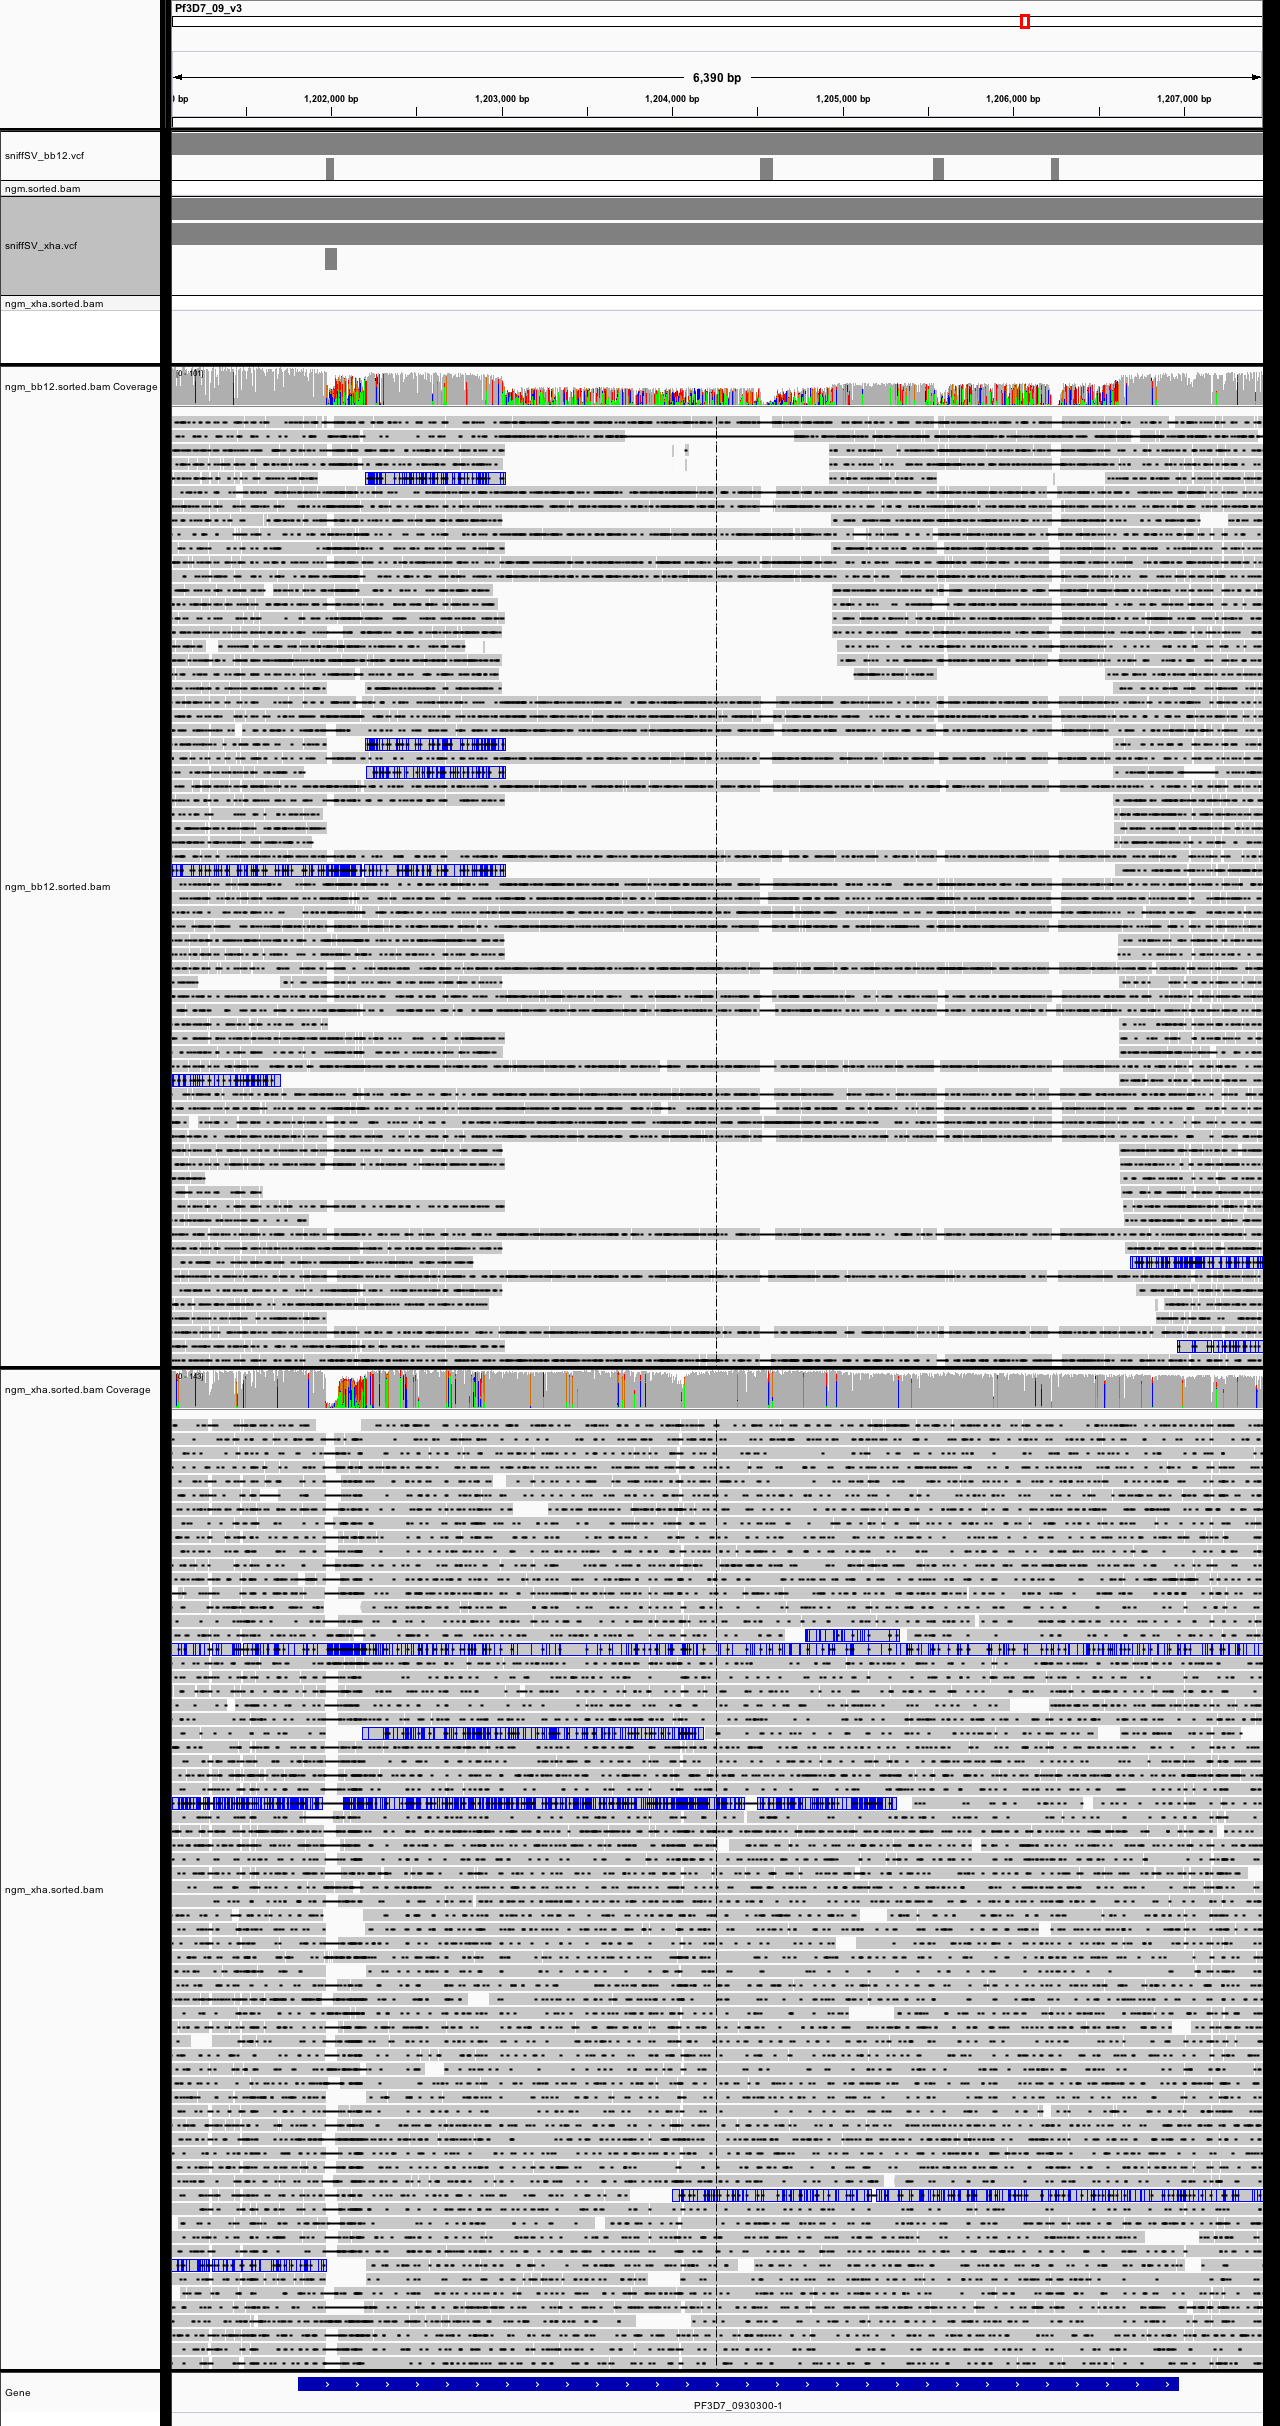 Pf3D7_09_v3
6,390 bp
bp 1,202,000 bp 1,203,000 bp 1,204,000 bp 1,205,000 bp 1,206,000 bp 1,207,000 bp
sniffSV_bb12.vcf
ngm.sorted.bam
sniffSV_xha.vcf
ngm_xha.sorted.bam
ngm_bb12.sorted.bam Coverage
[0 - 101]
ngm_bb12.sorted.bam
ngm_xha.sorted.bam Coverage
[0 - 143]
ngm_xha.sorted.bam
Gene
PF3D7_0930300-1